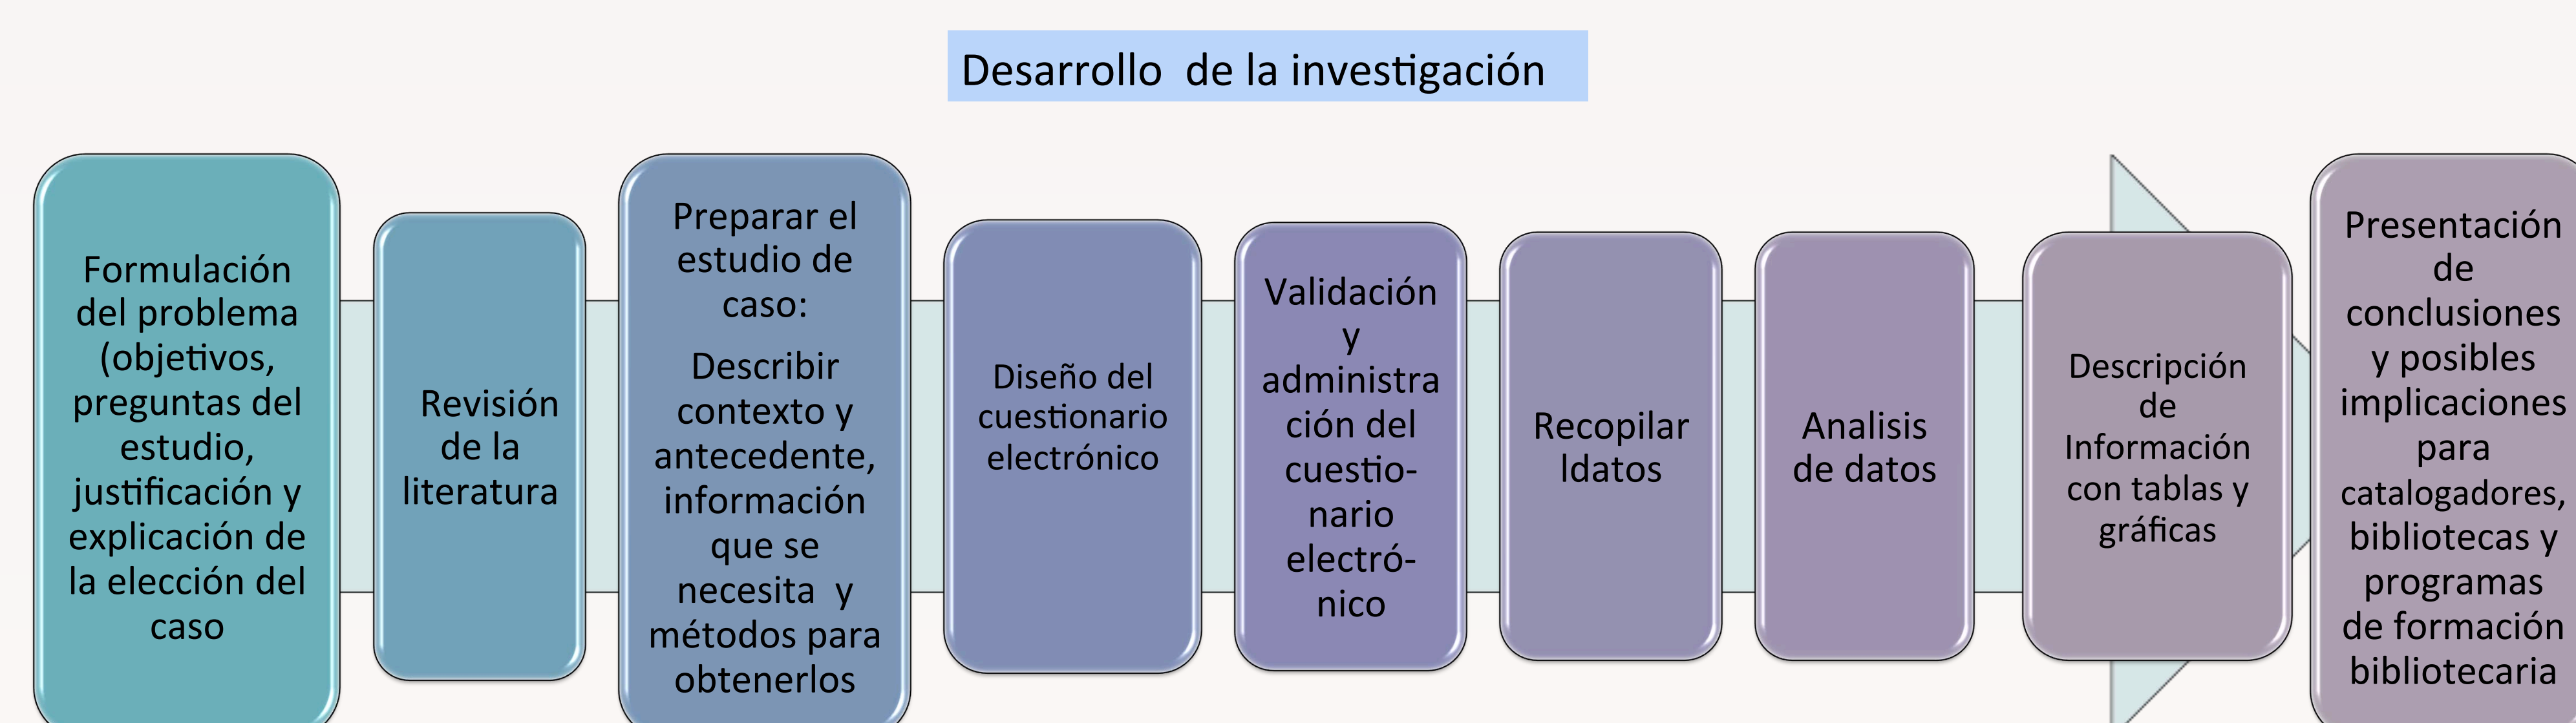 Desarrollo  de la investigación
Formulación
del problema
(objetivos,
preguntas del
estudio,
justificación y
explicación de
la elección del
caso
Revisión
de la
literatura
Preparar el
estudio de
caso:
Describir
contexto y
antecedente,
información
que se
necesita  y
métodos para
obtenerlos
Diseño del
cuestionario
electrónico
Validación
y
administra
ción del
cuestio-
nario
electró-
nico
Recopilar
ldatos
Analisis
de datos
Descripción
de
Información
con tablas y
gráficas
Presentación
de
conclusiones
y posibles
implicaciones
para
catalogadores,
bibliotecas y
programas
de formación
bibliotecaria